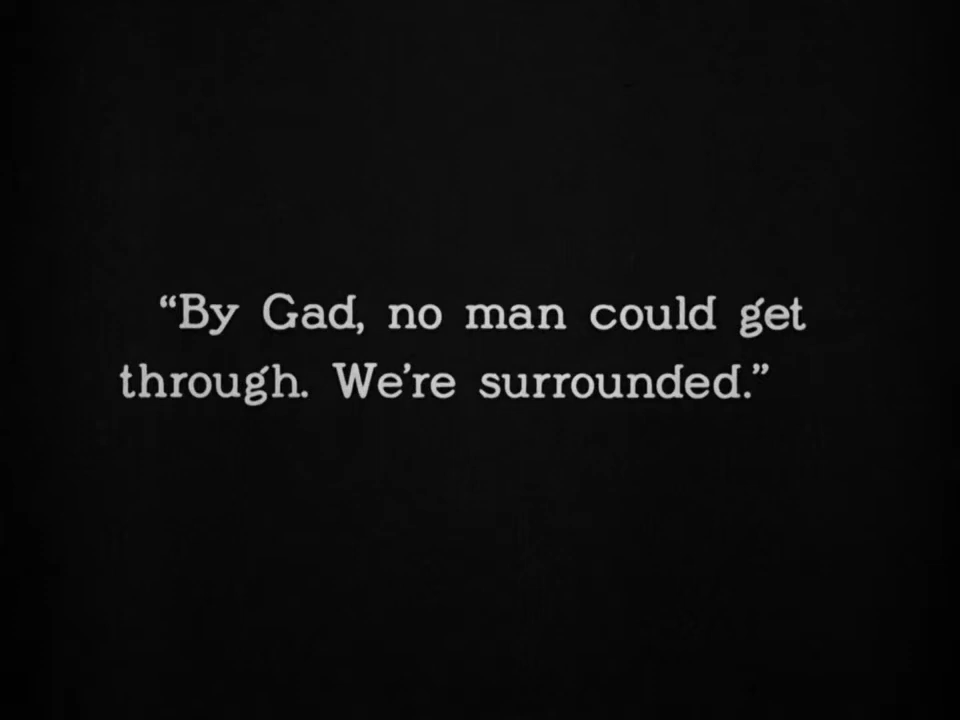 “By Gad, no man could get
through. We’re surrounded.”